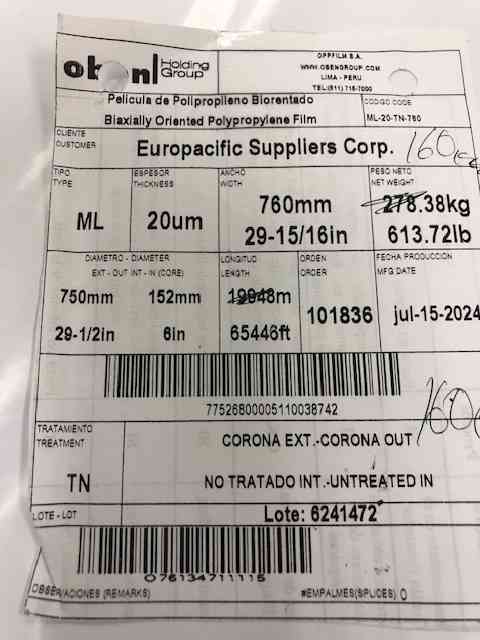 Holding
Group
OPPFILM S.A.
WWW.OBENGROUP.COM
LIMA - PERU
TEL(511) 715-7000
Película de Polipropileno Biorentado
Biaxially Oriented Polypropylene Film
CODIGO CODE
ML-20-TN-760
CLIENTE
CUSTOMER
Europacific Suppliers Corp.
TIPO
TYPE
ML
ESPESOR
THICKNESS
20um
ANCHO
WIDTH
760mm
29-15/16in
PESO NETO
NET WEIGHT
278.38kg
613.72lb
DIAMETRO - DIAMETER
EXT - OUT INT - IN (CORE)
750mm 152mm
29-1/2in 6in
LONGITUD
LENGTH
19948m
65446ft
ORDEN
ORDER
101836
FECHA PRODUCCION
MFG DATE
jul-15-2024
77526800005110038742
TRATAMIENTO
TREATMENT
TN
CORONA EXT.-CORONA OUT
NO TRATADO INT.-UNTREATED IN
LOTE - LOT
Lote: 6241472
076134711115
OBSERVACIONES (REMARKS)
#EMPALMES(SPLICES) 0